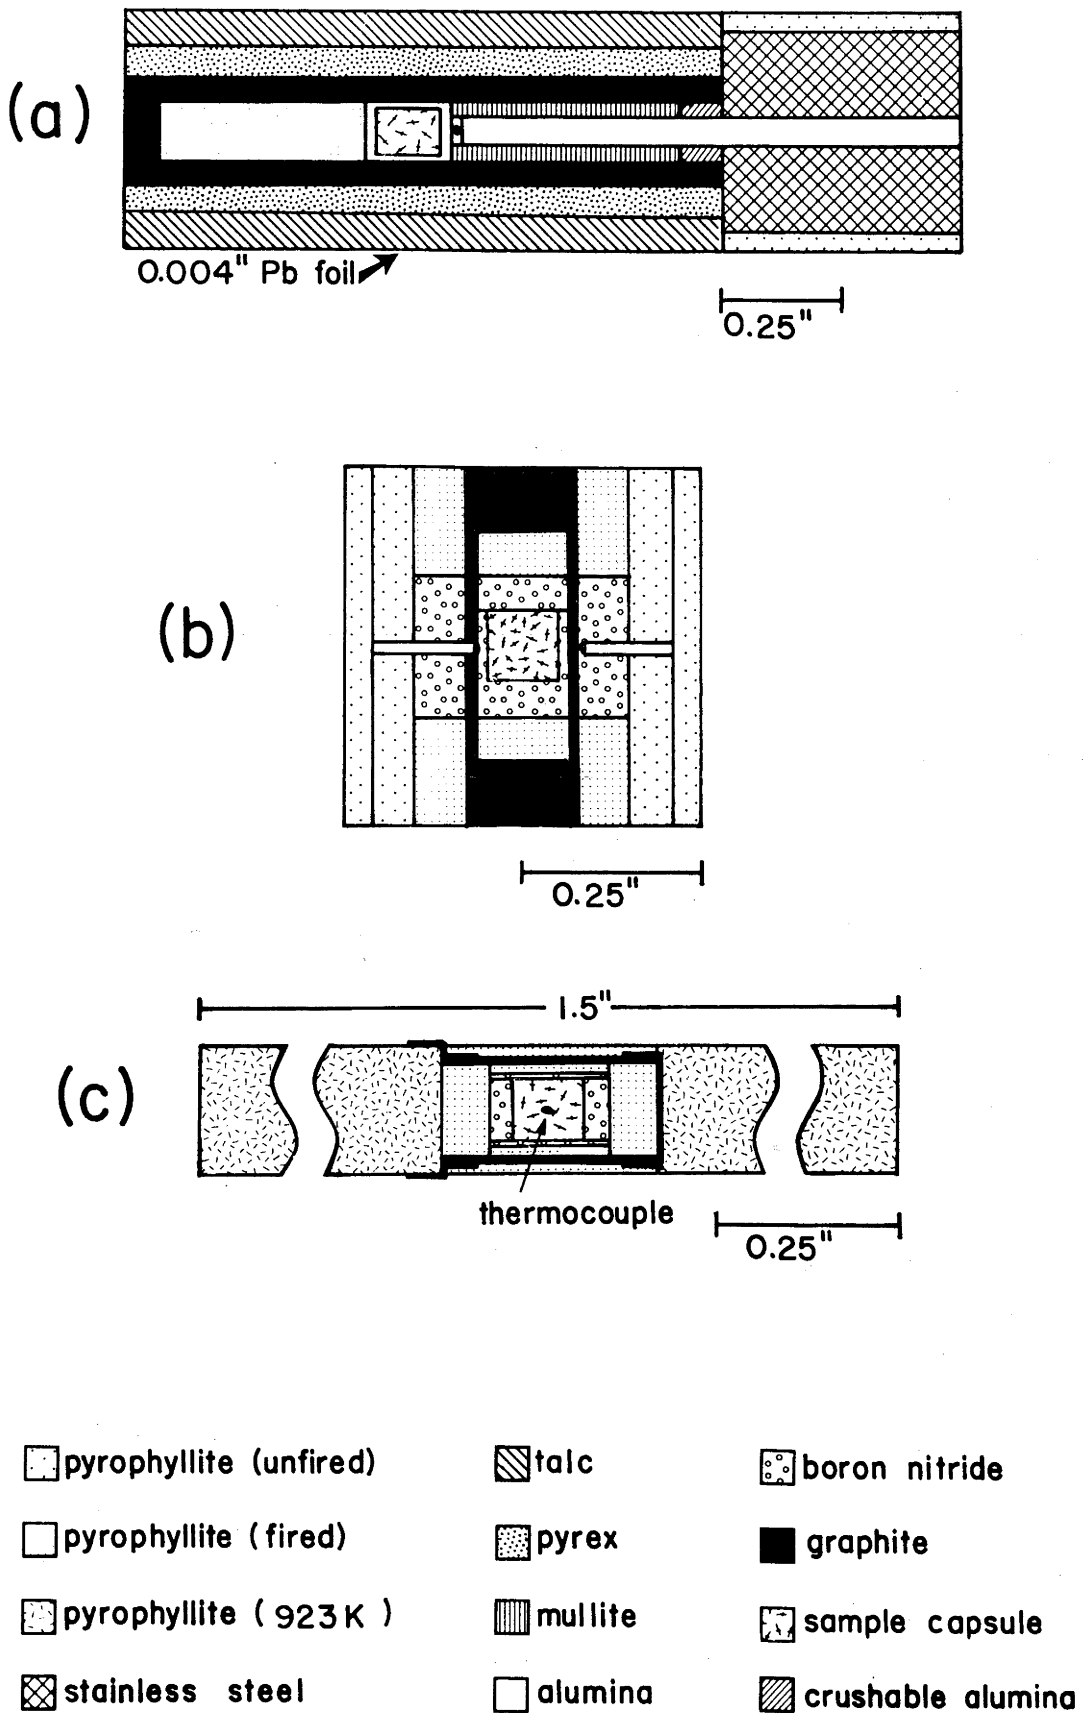 (a)
0.004" Pb foil
0.25"
(b)
0.25"
1.5"
(c)
thermocouple
0.25"
pyrophyllite (unfired)
talc
boron nitride
pyrophyllite (fired)
pyrex
graphite
pyrophyllite (923K)
mullite
sample capsule
stainless steel
alumina
crushable alumina